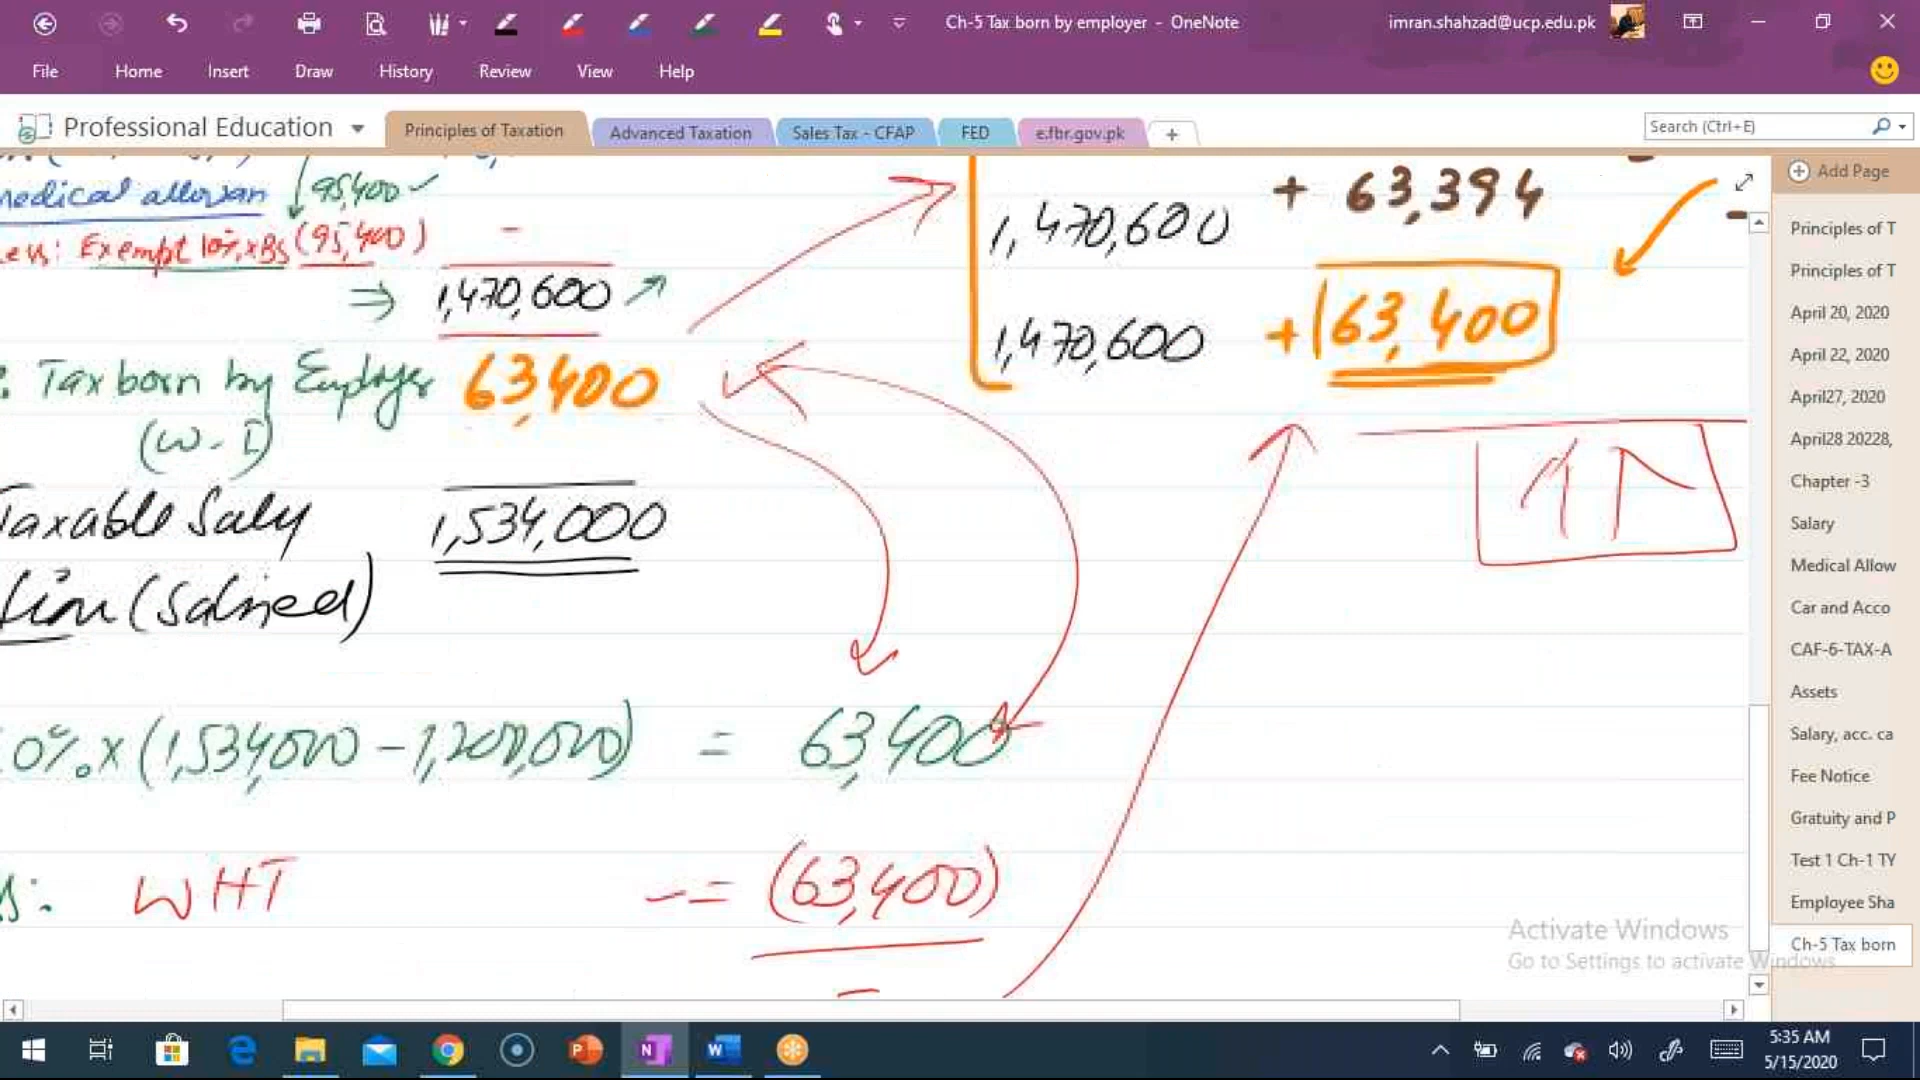 Ch-5 Tax born by employer - OneNote
imran.shahzad@ucp.edu.pk
File Home Insert Draw History Review View Help
Professional Education
Principles of Taxation
Advanced Taxation
Sales Tax - CFAP
FED
e.fbr.gov.pk
+
Search (Ctrl+E)
Add Page
Principles of T
Principles of T
April 20, 2020
April 22, 2020
April27, 2020
April28 20228,
Chapter -3
Salary
Medical Allow
Car and Acco
CAF-6-TAX-A
Assets
Salary, acc. ca
Fee Notice
Gratuity and P
Test 1 Ch-1 TY
Employee Sha
Ch-5 Tax born
medical allowan 95,400 ✓
ess: Exempt 10%xBS (95,400) -
⇒ 1,470,600
: Tax born by Employer 63,400
(W-I)
Taxable Salary 1,534,000
(Salried)
0% x (1,534,000 - 1,200,000) = 63,400
s: WHT -= (63,400)
-
1,470,600 + 63,394
1,470,600 + 63,400
Activate Windows
Go to Settings to activate Windows.
5:35 AM
5/15/2020